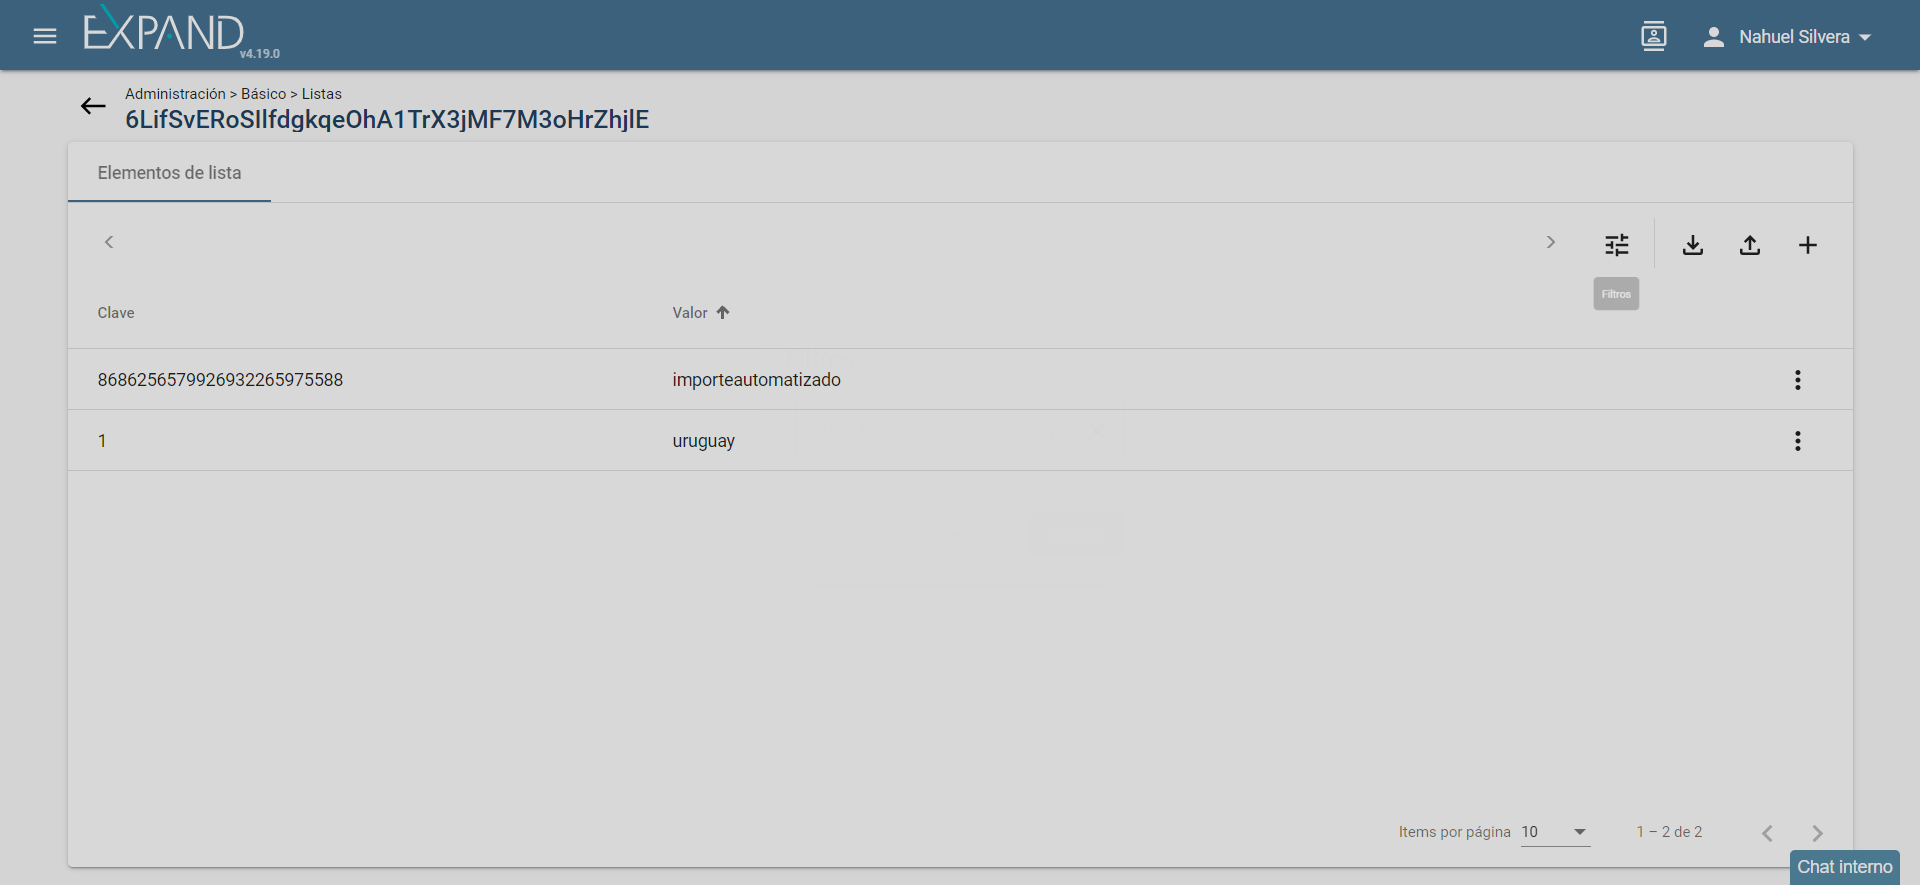 EXPAND
v4.19.0
Nahuel Silvera
Administración > Básico > Listas
6LifSvERoSIlfdgkqeOhA1TrX3jMF7M3oHrZhjlE
Elementos de lista
Filtros
Clave
Valor
8686256579926932265975588
importeautomatizado
1
uruguay
Items por página
10
1 – 2 de 2
Chat interno